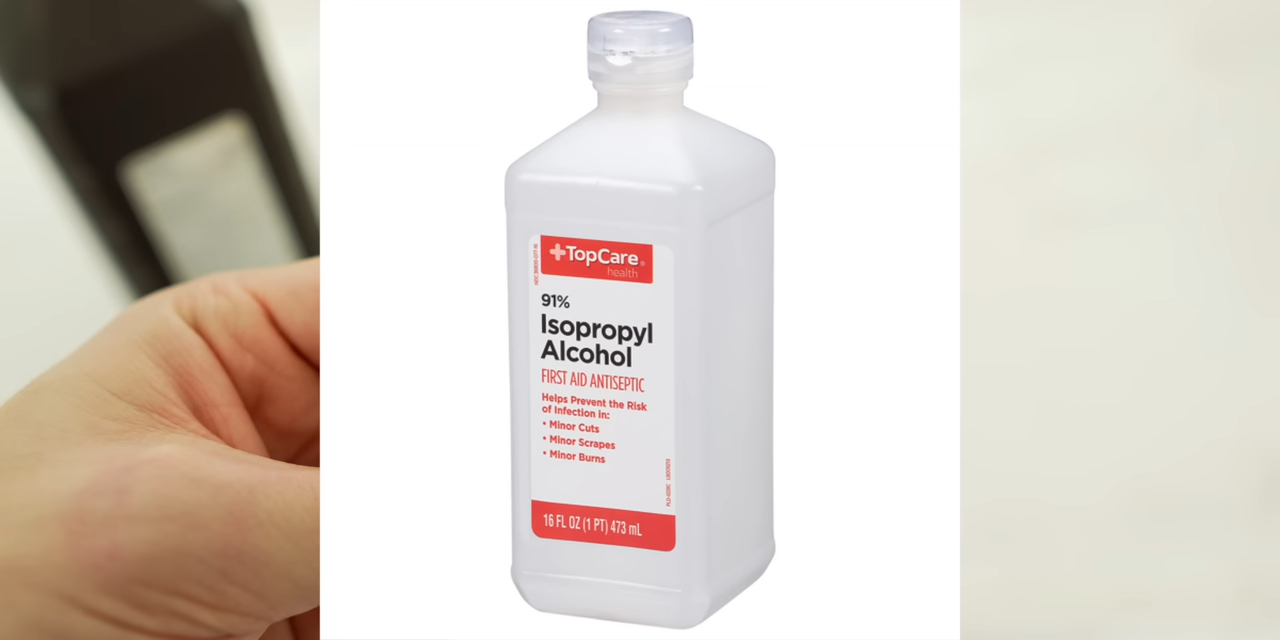 TopCare®
health
91%
Isopropyl
Alcohol
FIRST AID ANTISEPTIC
Helps Prevent the Risk
of Infection in:
• Minor Cuts
• Minor Scrapes
• Minor Burns
16 FL OZ (1 PT) 473 mL